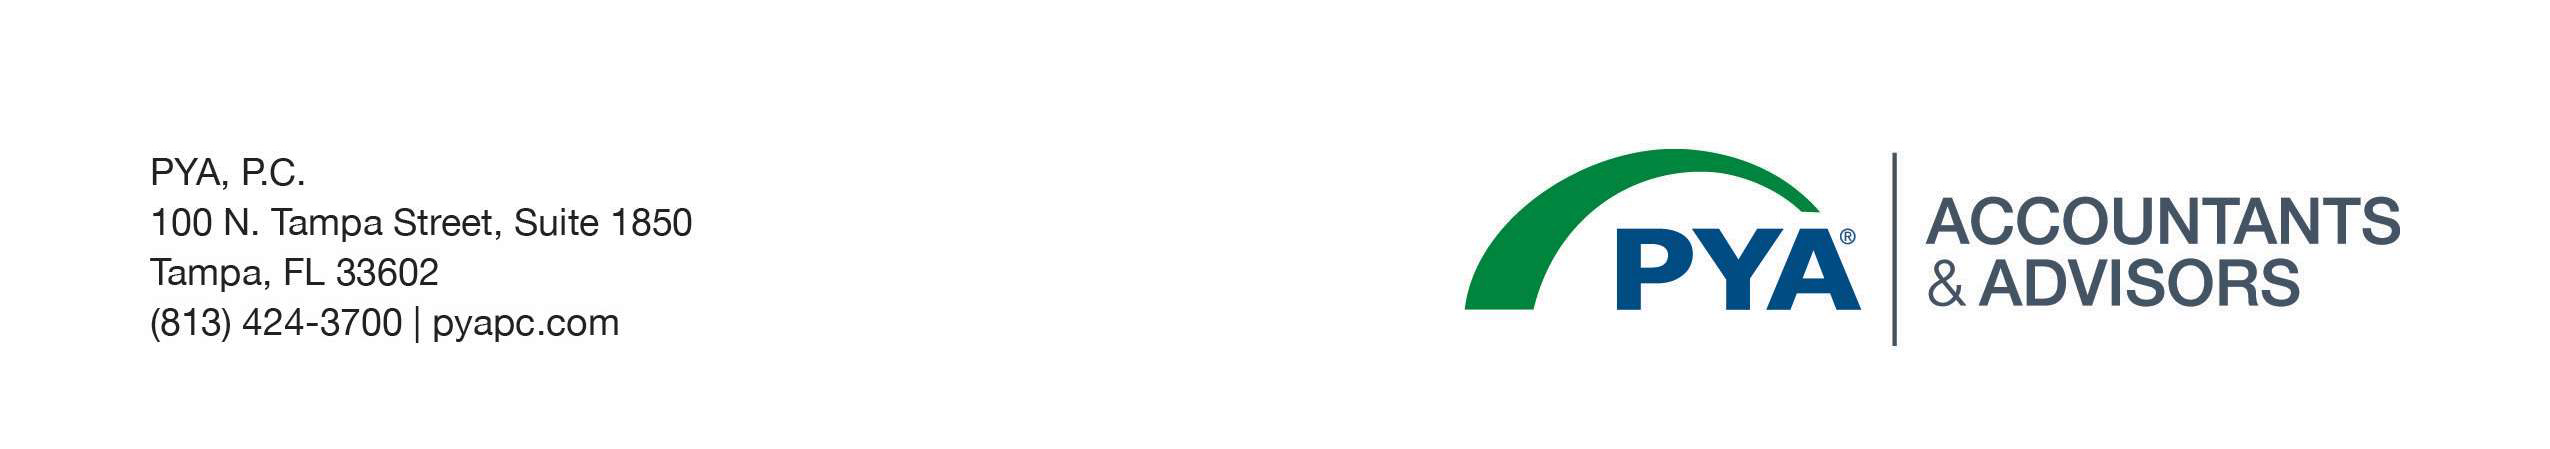 PYA, P.C.
100 N. Tampa Street, Suite 1850
Tampa, FL 33602
(813) 424-3700 | pyapc.com
PYA®
ACCOUNTANTS
& ADVISORS